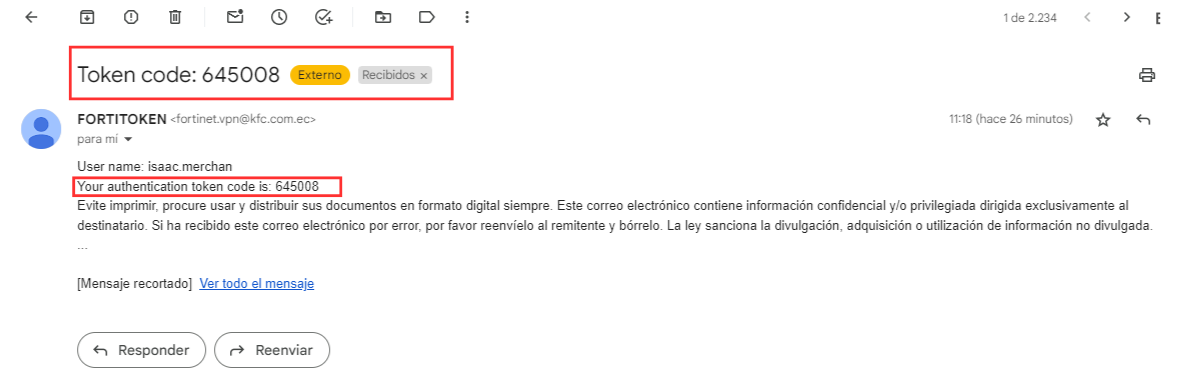 1 de 2.234
Token code: 645008 Externo Recibidos ×
FORTITOKEN <fortinet.vpn@kfc.com.ec>
11:18 (hace 26 minutos)
para mí
User name: isaac.merchan
Your authentication token code is: 645008
Evite imprimir, procure usar y distribuir sus documentos en formato digital siempre. Este correo electrónico contiene información confidencial y/o privilegiada dirigida exclusivamente al
destinatario. Si ha recibido este correo electrónico por error, por favor reenvíelo al remitente y bórrelo. La ley sanciona la divulgación, adquisición o utilización de información no divulgada.
...
[Mensaje recortado] Ver todo el mensaje
Responder
Reenviar